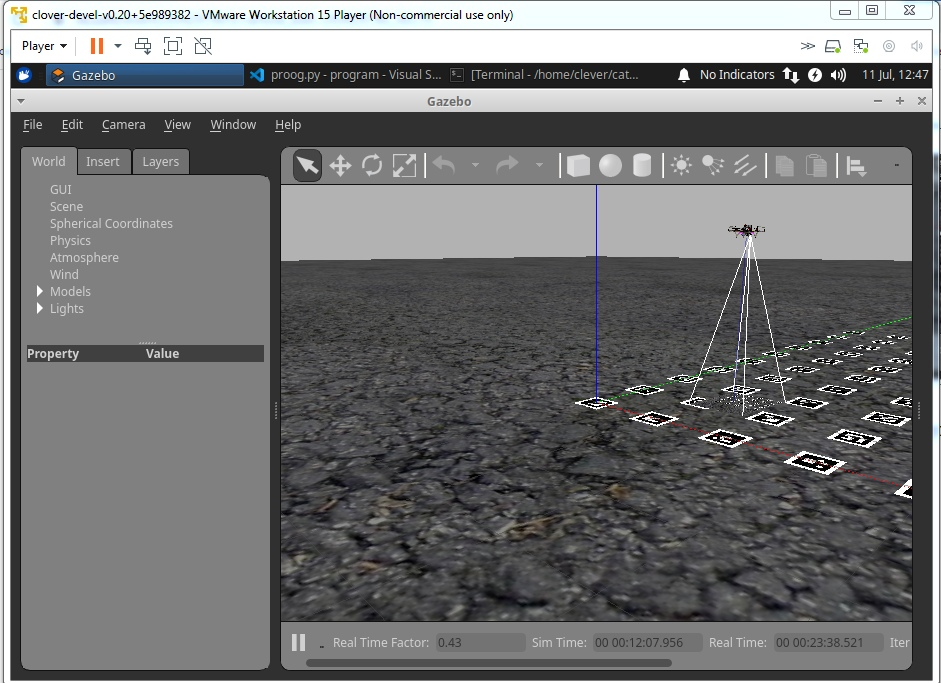 clover-devel-v0.20+5e989382 - VMware Workstation 15 Player (Non-commercial use only)
Player
Gazebo
proog.py - program - Visual S...
[Terminal - /home/clever/cat...
No Indicators
11 Jul, 12:47
Gazebo
File Edit Camera View Window Help
World Insert Layers
GUI
Scene
Spherical Coordinates
Physics
Atmosphere
Wind
Models
Lights
Property Value
Real Time Factor: 0.43 Sim Time: 00 00:12:07.956 Real Time: 00 00:23:38.521 Iter